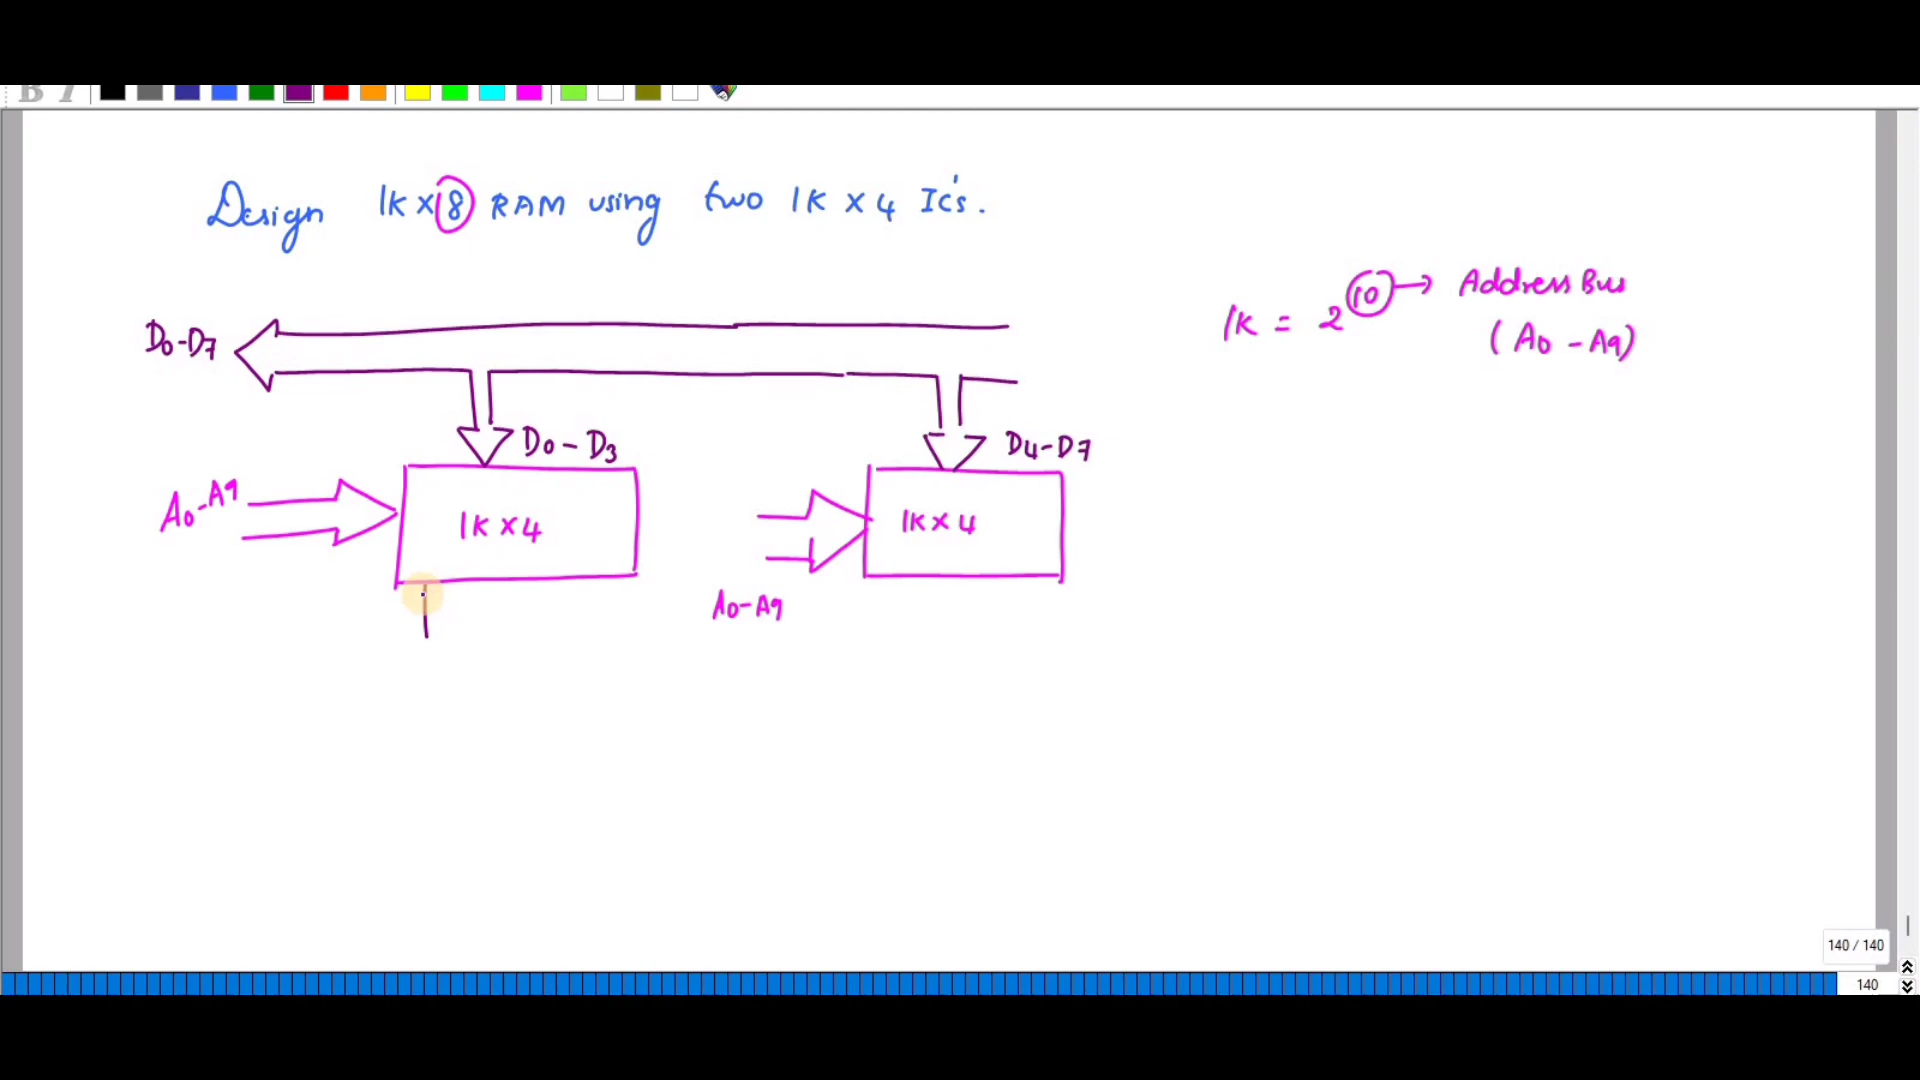 B I
Design 1K X 8 RAM using two 1K X 4 Ic's.
1K = 2 10 → Address Bus
(A0 - A9)
D0-D7
D0-D3
D4-D7
A0-A9
1K X 4
1K X 4
A0-A9
140 / 140
140